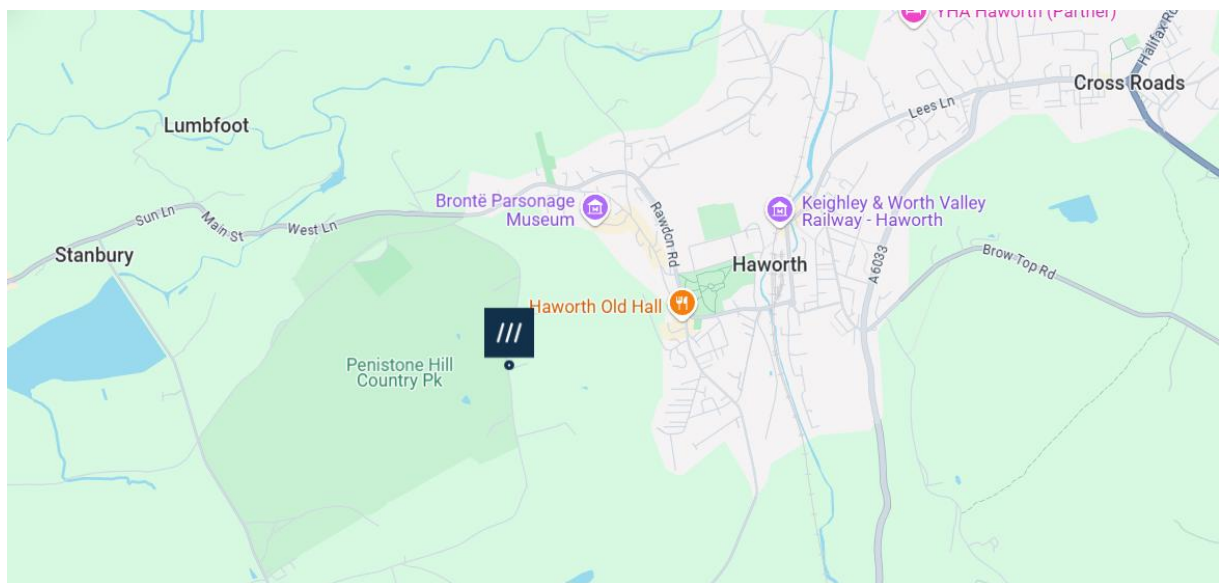 YHA Haworth (Partner)
Halifax Rd
Cross Roads
Lees Ln
Lumbfoot
Brontë Parsonage
Museum
Keighley & Worth Valley
Railway - Haworth
Rawdon Rd
Sun Ln
Main St
West Ln
Stanbury
Haworth
A6033
Brow Top Rd
Haworth Old Hall
Penistone Hill
Country Pk